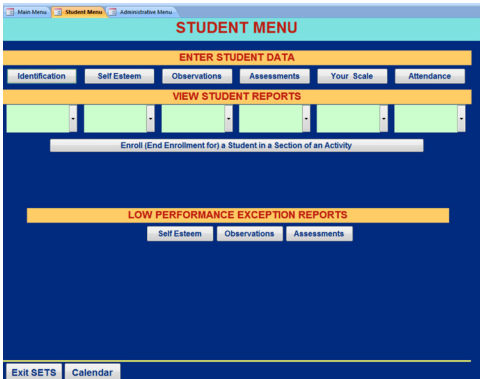 Main Menu Student Menu Administrative Menu
STUDENT MENU
ENTER STUDENT DATA
Identification Self Esteem Observations Assessments Your Scale Attendance
VIEW STUDENT REPORTS
Enroll (End Enrollment for) a Student in a Section of an Activity
LOW PERFORMANCE EXCEPTION REPORTS
Self Esteem Observations Assessments
Exit SETS Calendar